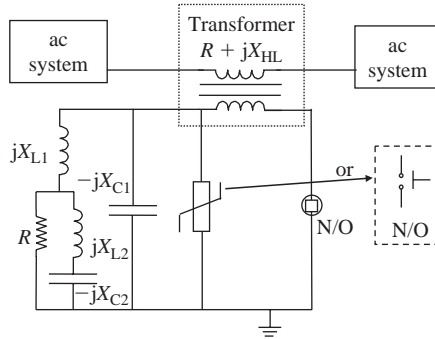 Transformer
R + jX_HL
ac
system
ac
system
jX_L1
−jX_C1
or
R
jX_L2
N/O
N/O
−jX_C2